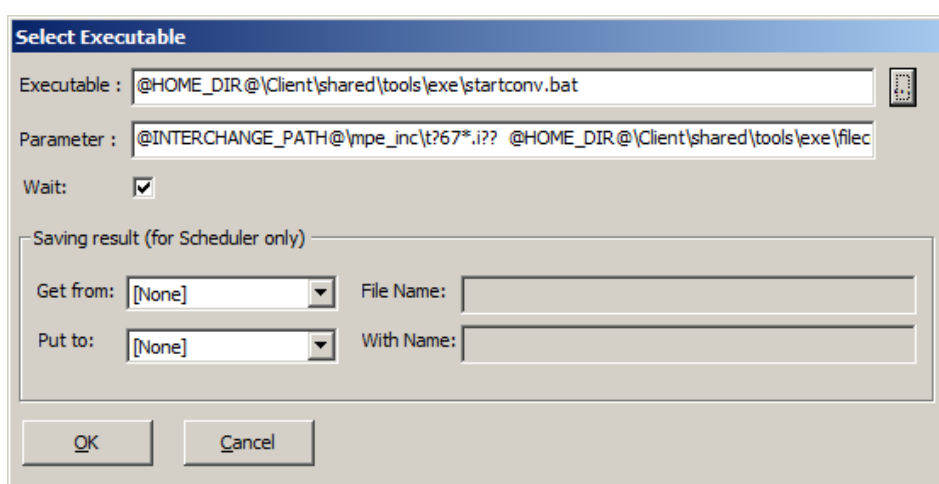 Select Executable
Executable : @HOME_DIR@\Client\shared\tools\exe\startconv.bat
Parameter : @INTERCHANGE_PATH@\mpe_inc\t?67*.i?? @HOME_DIR@\Client\shared\tools\exe\filec
Wait:
Saving result (for Scheduler only)
Get from: [None] File Name:
Put to: [None] With Name:
OK Cancel